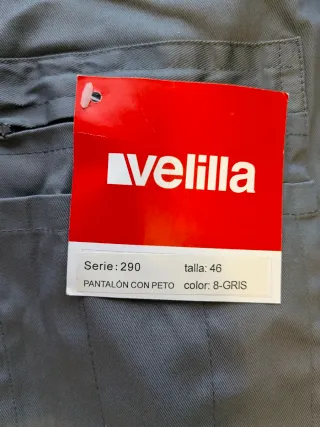 velilla
Serie: 290 talla: 46
PANTALÓN CON PETO color: 8-GRIS